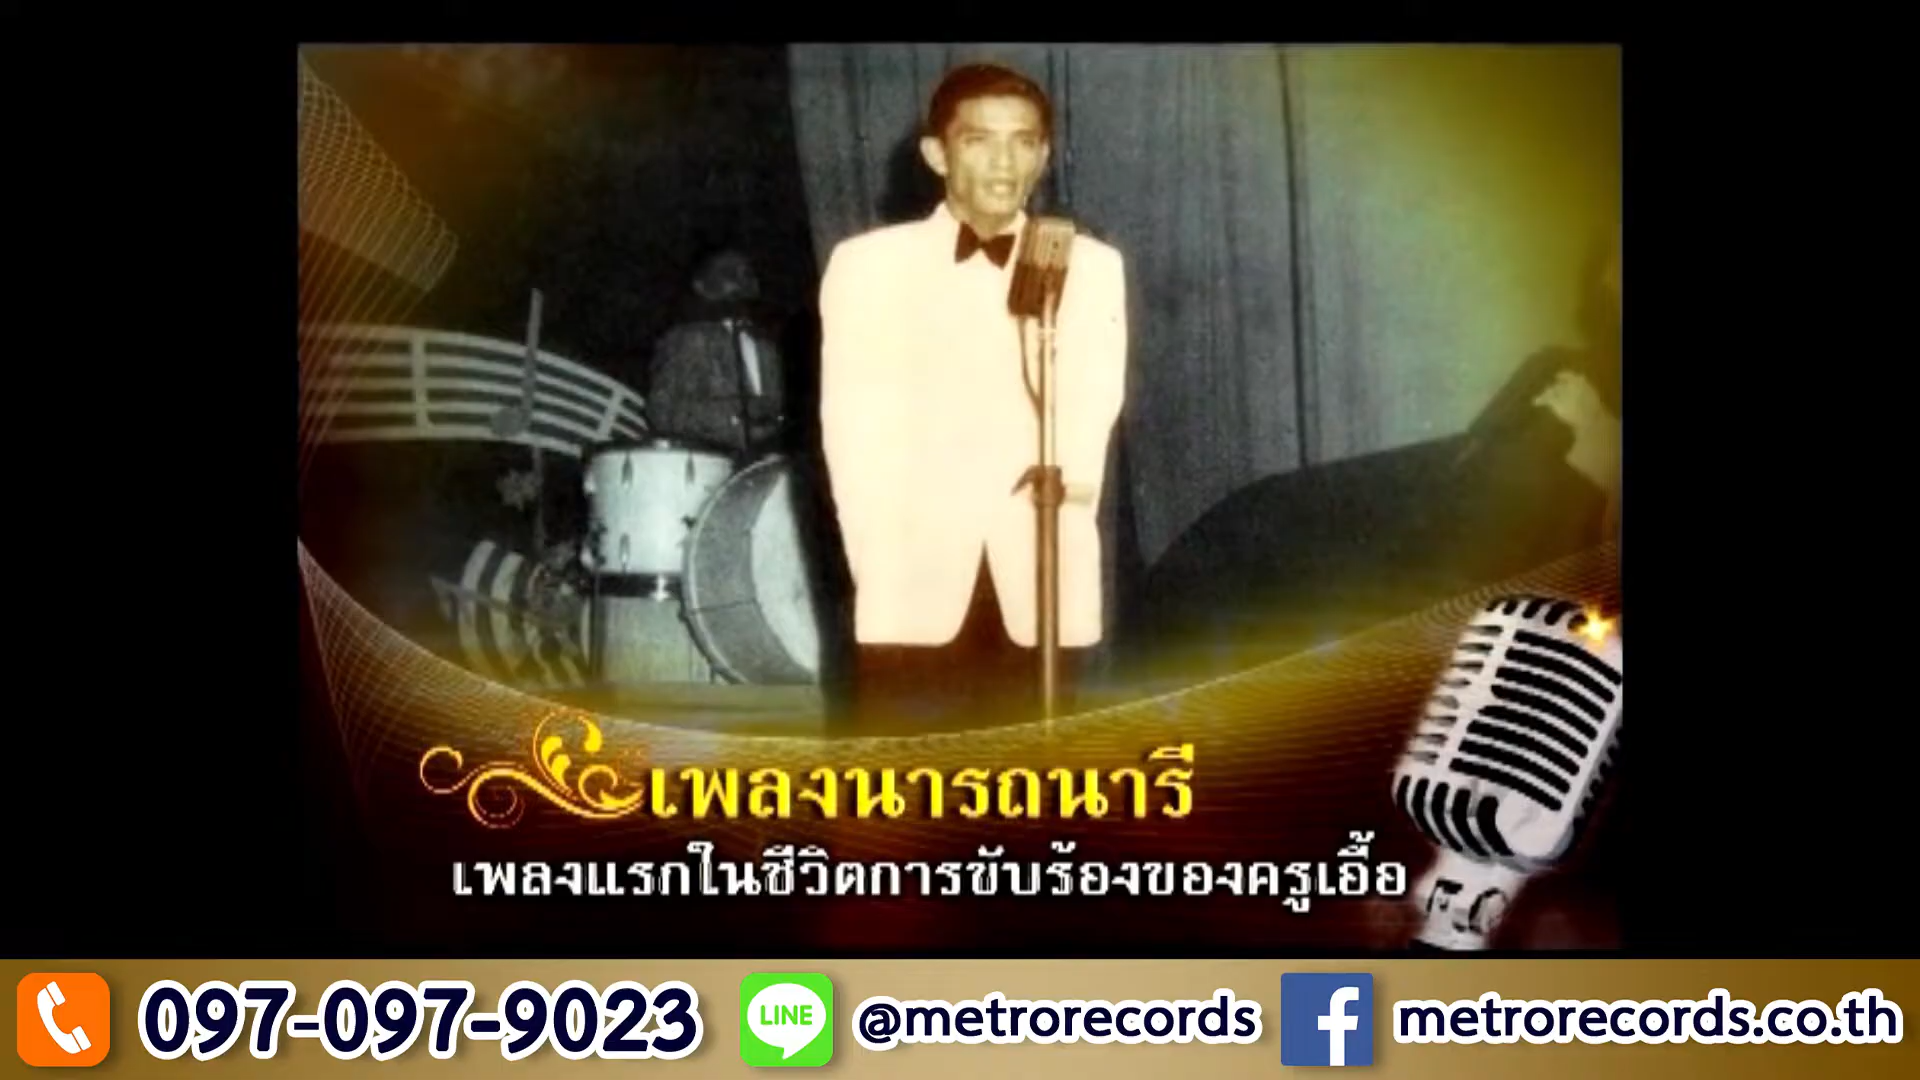 เพลงนารถนารี
เพลงแรกในชีวิตการขับร้องของครูเอื้อ
097-097-9023
LINE
@metrorecords
f
metrorecords.co.th